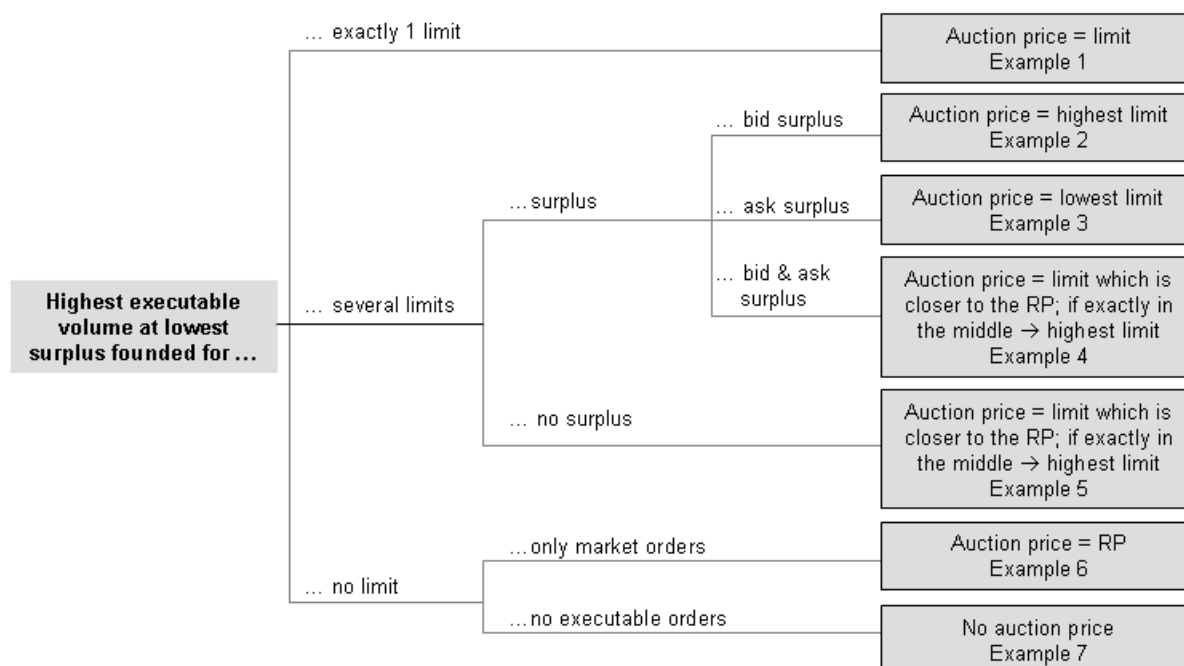 ... exactly 1 limit
Auction price = limit
Example 1
... bid surplus
Auction price = highest limit
Example 2
...surplus
... ask surplus
Auction price = lowest limit
Example 3
... bid & ask
surplus
Auction price = limit which is
closer to the RP; if exactly in
the middle → highest limit
Example 4
Highest executable
volume at lowest
surplus founded for ...
... several limits
... no surplus
Auction price = limit which is
closer to the RP; if exactly in
the middle → highest limit
Example 5
...only market orders
Auction price = RP
Example 6
... no limit
...no executable orders
No auction price
Example 7